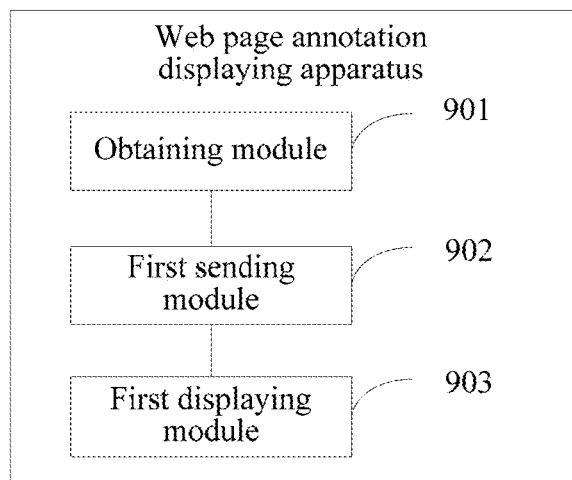 Web page annotation
displaying apparatus
901
Obtaining module
902
First sending
module
903
First displaying
module